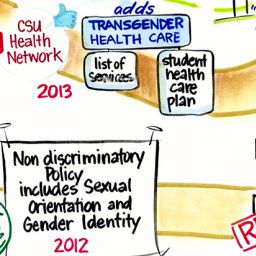 adds
TRANSGENDER
HEALTH CARE
CSU
Health
Network
list of
services
student
health
care
plan
2013
Non discriminatory
Policy
includes Sexual
Orientation and
Gender Identity
2012